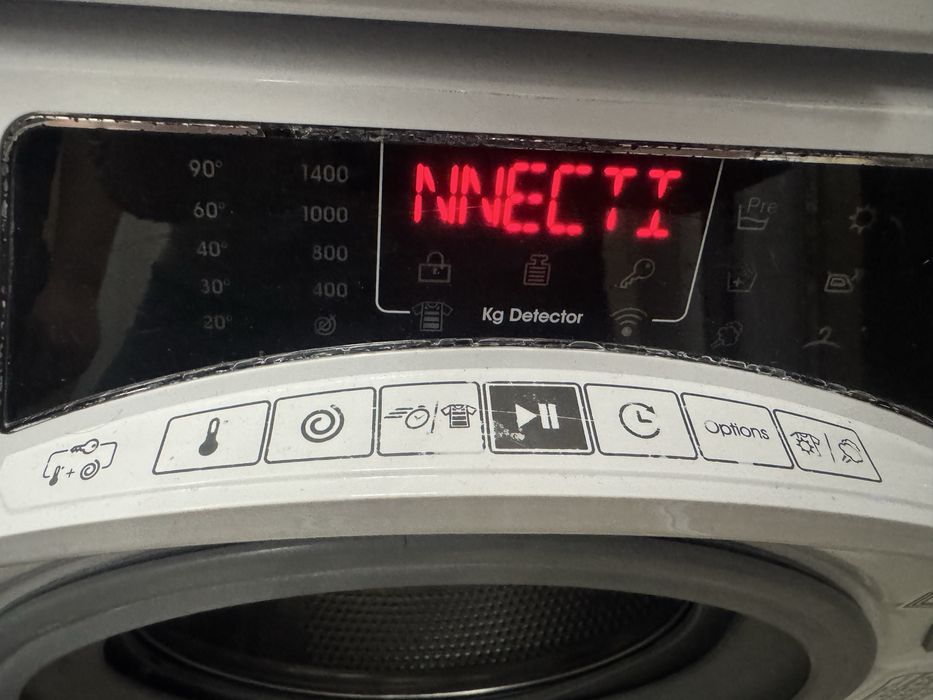 NNECTI
90° 1400
60° 1000 Pre
40° 800
30° 400
20°
Kg Detector
Options